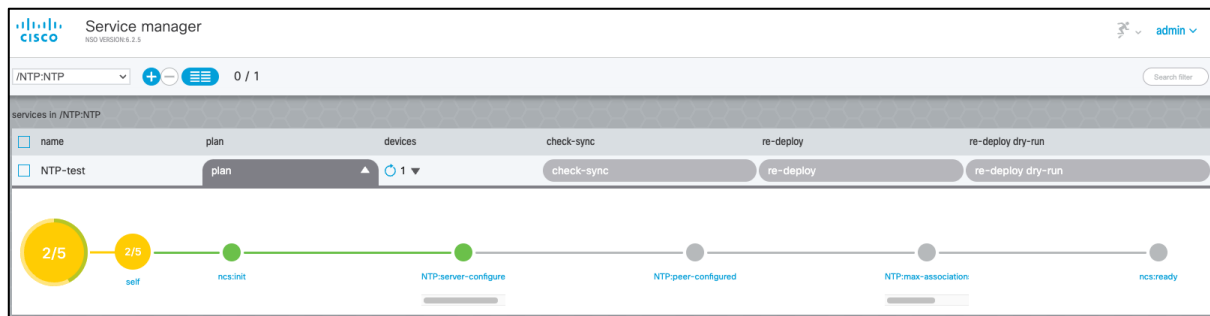 CISCO
Service manager
NSO VERSION:6.2.5
admin
/NTP:NTP
0 / 1
Search filter
services in /NTP:NTP
name plan devices check-sync re-deploy re-deploy dry-run
NTP-test plan 1 check-sync re-deploy re-deploy dry-run
2/5 2/5
self ncs:init NTP:server-configure NTP:peer-configured NTP:max-association ncs:ready